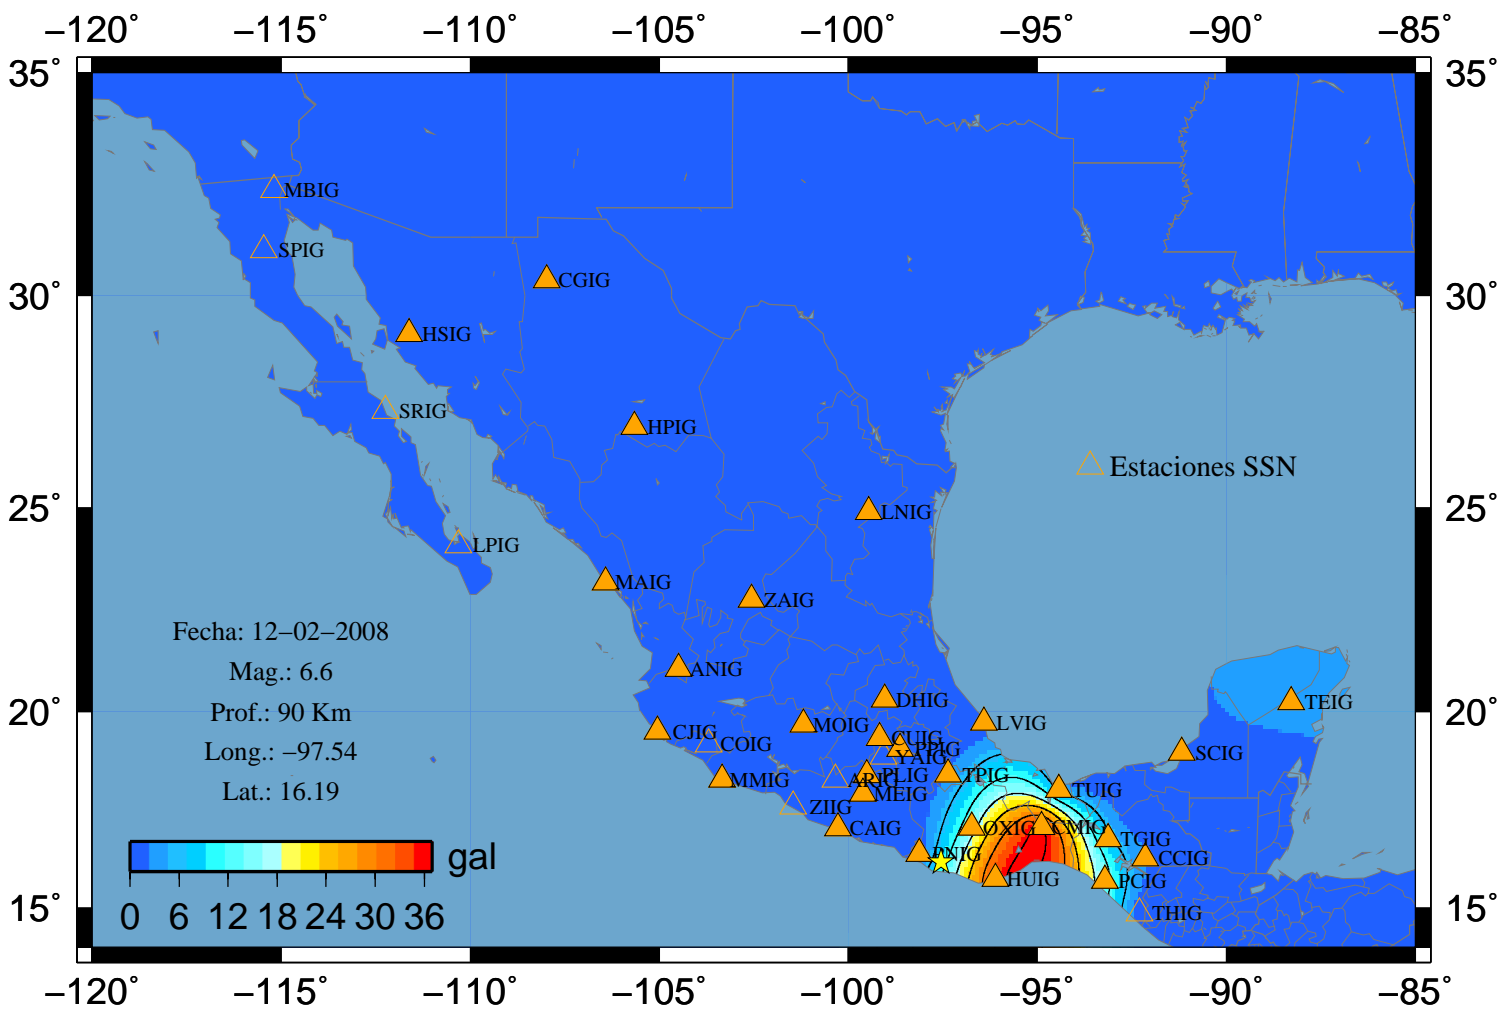 −120° −115° −110° −105° −100° −95° −90° −85°
35° 35°
MBIG
SPIG
CGIG
30° 30°
HSIG
SRIG
HPIG
Estaciones SSN
25° LNIG 25°
LPIG
MAIG
ZAIG
Fecha: 12−02−2008
Mag.: 6.6
ANIG
DHIG
TEIG
Prof.: 90 Km
20° 20°
LVIG
MOIG
CJIG
CUIG
COIG
PPIG
Long.: −97.54
SCIG
YAIG
PLIG
TPIG
MMIG
ARIG
Lat.: 16.19
TUIG
MEIG
ZIIG
CAIG
OXIG
CMIG
TGIG
PNIG
gal
CCIG
HUIG
PCIG
15° 15°
THIG
0 6 12 18 24 30 36
−120° −115° −110° −105° −100° −95° −90° −85°